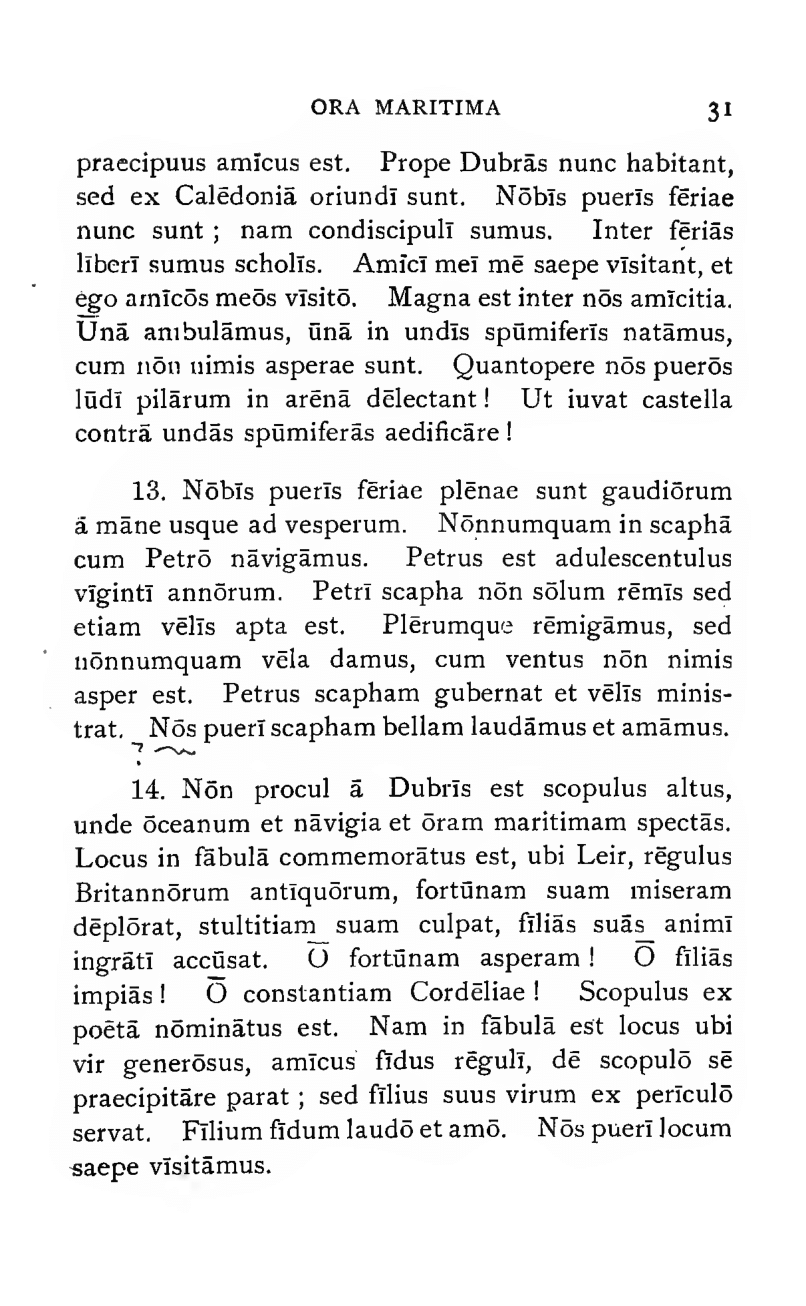 ORA MARITIMA 31
praecipuus amīcus est. Prope Dubrās nunc habitant,
sed ex Calēdoniā oriundī sunt. Nōbīs puerīs fēriae
nunc sunt ; nam condiscipulī sumus. Inter fēriās
līberī sumus scholīs. Amīcī meī mē saepe vīsitant, et
ego amīcōs meōs vīsitō. Magna est inter nōs amīcitia.
Ūnā ambulāmus, ūnā in undīs spūmiferīs natāmus,
cum nōn nimis asperae sunt. Quantopere nōs puerōs
lūdī pilārum in arēnā dēlectant ! Ut iuvat castella
contrā undās spūmiferās aedificāre !
13. Nōbīs puerīs fēriae plēnae sunt gaudiōrum
ā māne usque ad vesperum. Nōnnumquam in scaphā
cum Petrō nāvigāmus. Petrus est adulescentulus
vīgintī annōrum. Petrī scapha nōn sōlum rēmīs sed
etiam vēlīs apta est. Plērumque rēmigāmus, sed
nōnnumquam vēla damus, cum ventus nōn nimis
asper est. Petrus scapham gubernat et vēlīs minis-
trat. Nōs puerī scapham bellam laudāmus et amāmus.
14. Nōn procul ā Dubrīs est scopulus altus,
unde ōceanum et nāvigia et ōram maritimam spectās.
Locus in fābulā commemorātus est, ubi Leir, rēgulus
Britannōrum antīquōrum, fortūnam suam miseram
dēplōrat, stultitiam suam culpat, fīliās suās animī
ingrātī accūsat. Ō fortūnam asperam ! Ō fīliās
impiās ! Ō constantiam Cordēliae ! Scopulus ex
poētā nōminātus est. Nam in fābulā est locus ubi
vir generōsus, amīcus fīdus rēgulī, dē scopulō sē
praecipitāre parat ; sed fīlius suus virum ex perīculō
servat. Fīlium fīdum laudō et amō. Nōs puerī locum
saepe vīsitāmus.